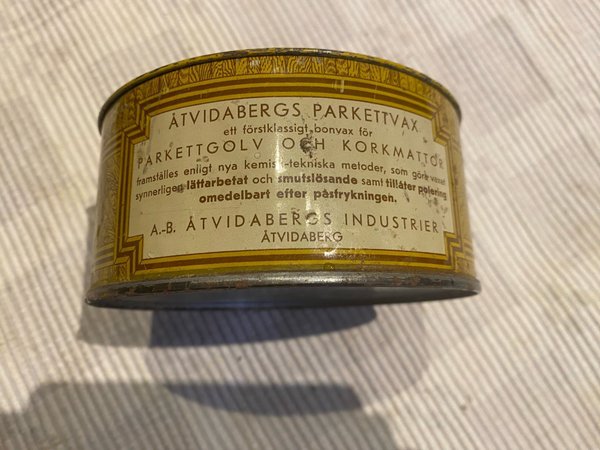 ÅTVIDABERGS PARKETTVAX
ett förstklassigt bonvax för
PARKETTGOLV OCH KORKMATTOR
framställes enligt nya kemisk-tekniska metoder, som göra vaxet
synnerligen lättarbetat och smutslösande samt tillåter polering
omedelbart efter påstrykningen.
A.-B. ÅTVIDABERGS INDUSTRIER
ÅTVIDABERG